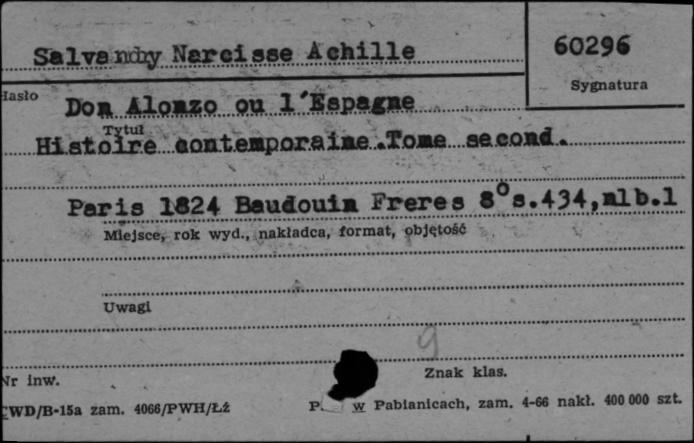 Salvandy Narcisse Achille
60296
Sygnatura
Hasło
Don Alonzo ou l'Espagne
Tytuł
Histoire contemporaine.Tome second.
Paris 1824 Baudouin Freres 8°s.434,nlb.1
Miejsce, rok wyd., nakładca, format, objętość
Uwagi
9
Nr inw.
Znak klas.
CWD/B-15a zam. 4066/PWH/Łż
w Pabianicach, zam. 4-66 nakł. 400 000 szt.